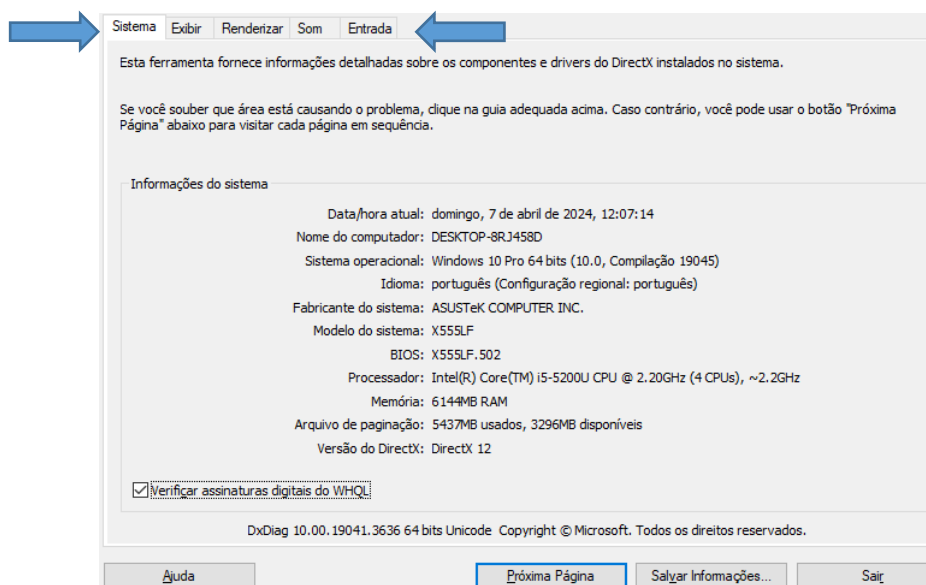 Sistema Exibir Renderizar Som Entrada
Esta ferramenta fornece informações detalhadas sobre os componentes e drivers do DirectX instalados no sistema.
Se você souber que área está causando o problema, clique na guia adequada acima. Caso contrário, você pode usar o botão "Próxima
Página" abaixo para visitar cada página em sequência.
Informações do sistema
Data/hora atual: domingo, 7 de abril de 2024, 12:07:14
Nome do computador: DESKTOP-8RJ458D
Sistema operacional: Windows 10 Pro 64 bits (10.0, Compilação 19045)
Idioma: português (Configuração regional: português)
Fabricante do sistema: ASUSTeK COMPUTER INC.
Modelo do sistema: X555LF
BIOS: X555LF.502
Processador: Intel(R) Core(TM) i5-5200U CPU @ 2.20GHz (4 CPUs), ~2.2GHz
Memória: 6144MB RAM
Arquivo de paginação: 5437MB usados, 3296MB disponíveis
Versão do DirectX: DirectX 12
Verificar assinaturas digitais do WHQL
DxDiag 10.00.19041.3636 64 bits Unicode Copyright © Microsoft. Todos os direitos reservados.
Ajuda Próxima Página Salvar Informações... Sair